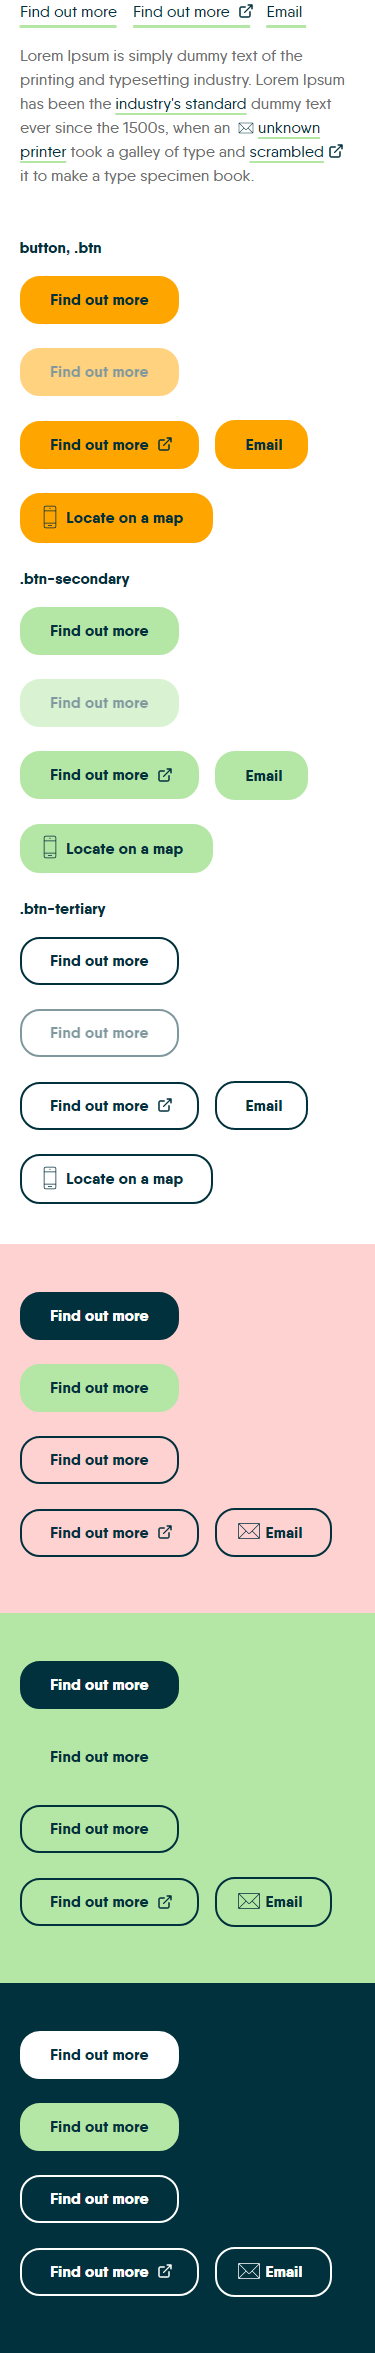 Find out more Find out more Email
Lorem Ipsum is simply dummy text of the
printing and typesetting industry. Lorem Ipsum
has been the industry's standard dummy text
ever since the 1500s, when an unknown
printer took a galley of type and scrambled
it to make a type specimen book.
button, .btn
Find out more
Find out more
Find out more Email
Locate on a map
.btn-secondary
Find out more
Find out more
Find out more Email
Locate on a map
.btn-tertiary
Find out more
Find out more
Find out more Email
Locate on a map
Find out more
Find out more
Find out more
Find out more Email
Find out more
Find out more
Find out more
Find out more Email
Find out more
Find out more
Find out more
Find out more Email